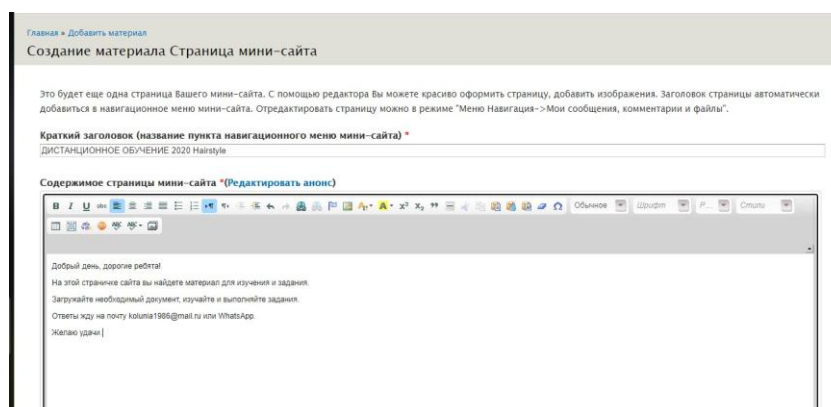 Главная » Добавить материал
Создание материала Страница мини-сайта
Это будет еще одна страница Вашего мини-сайта. С помощью редактора Вы можете красиво оформить страницу, добавить изображения. Заголовок страницы автоматически
добавиться в навигационное меню мини-сайта. Отредактировать страницу можно в режиме "Меню Навигация->Мои сообщения, комментарии и файлы".
Краткий заголовок (название пункта навигационного меню мини-сайта) *
ДИСТАНЦИОННОЕ ОБУЧЕНИЕ 2020 Hairstyle
Содержимое страницы мини-сайта *(Редактировать анонс)
B I U abc x² x₂ Ω Обычное Шрифт Р... Стили
Добрый день, дорогие ребята!
На этой страничке сайта вы найдете материал для изучения и задания.
Загружайте необходимый документ, изучайте и выполняйте задания.
Ответы жду на почту kolunia1986@mail.ru или WhatsApp.
Желаю удачи.